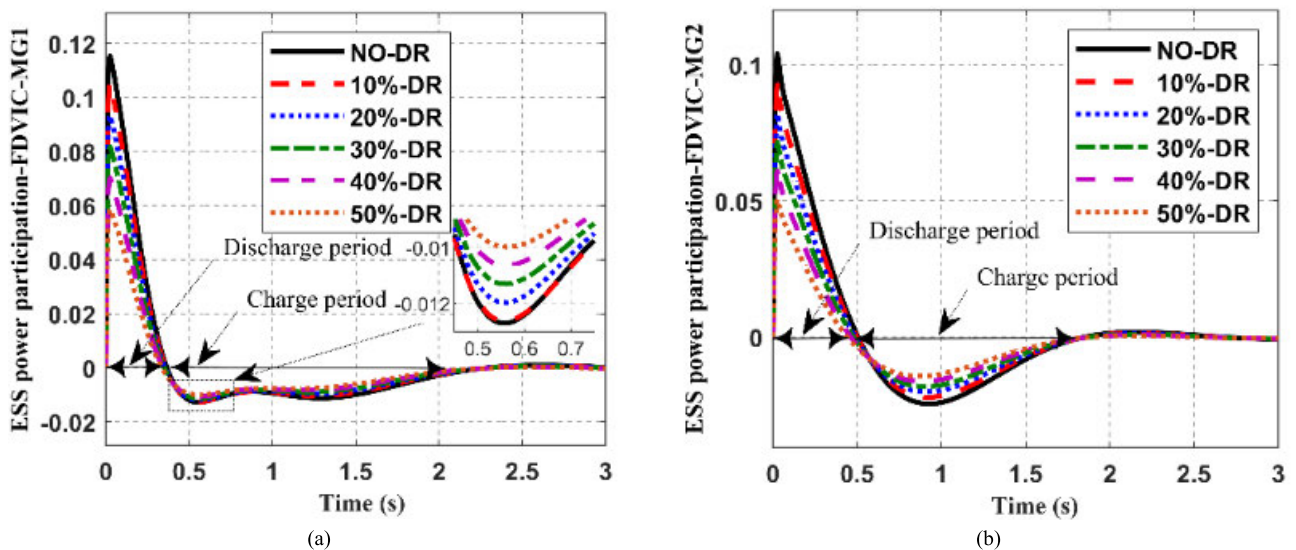 ESS power participation-FDVIC-MG1
0.12
0.1
0.08
0.06
0.04
0.02
0
-0.02
NO-DR
10%-DR
20%-DR
30%-DR
40%-DR
50%-DR
Discharge period
Charge period
-0.01
-0.012
0.5 0.6 0.7
0 0.5 1 1.5 2 2.5 3
Time (s)
(a)
ESS power participation-FDVIC-MG2
0.1
0.05
0
NO-DR
10%-DR
20%-DR
30%-DR
40%-DR
50%-DR
Discharge period
Charge period
0 0.5 1 1.5 2 2.5 3
Time (s)
(b)